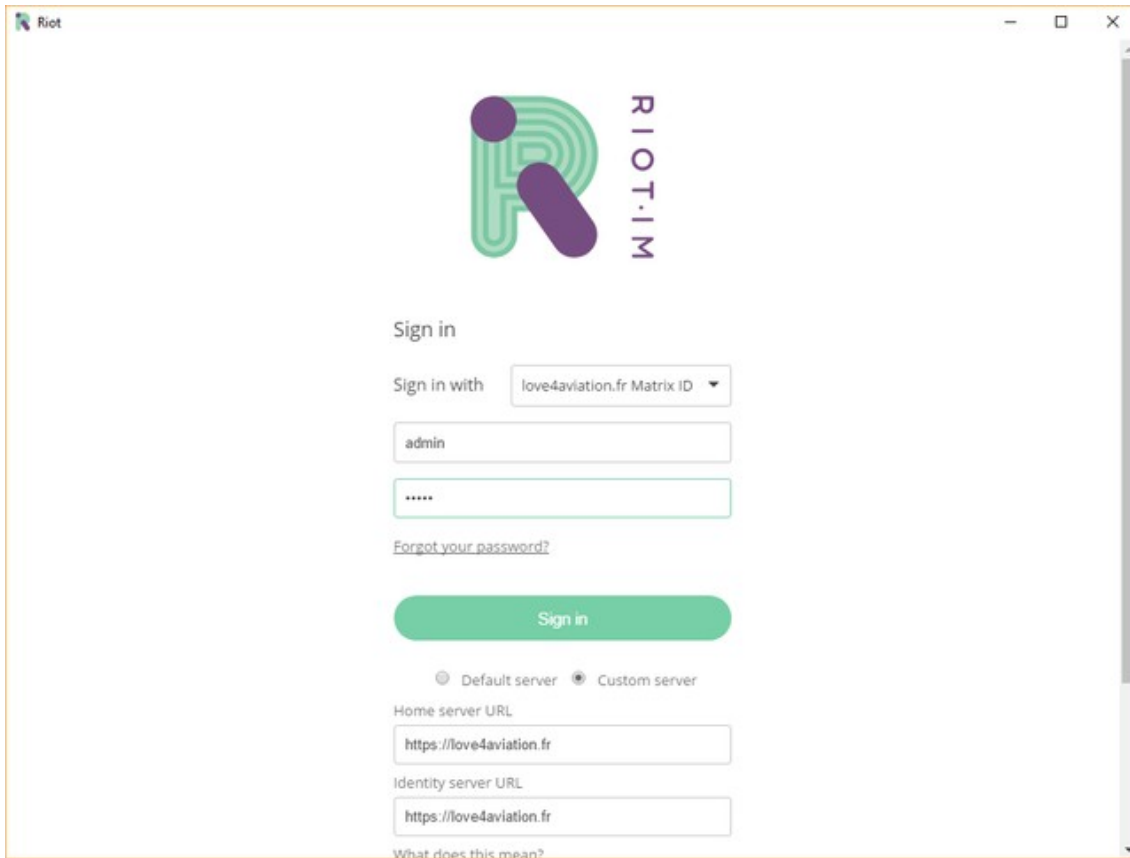 Riot
RIOT·IM
Sign in
Sign in with
love4aviation.fr Matrix ID
admin
•••••
Forgot your password?
Sign in
Default server
Custom server
Home server URL
https://love4aviation.fr
Identity server URL
https://love4aviation.fr
What does this mean?